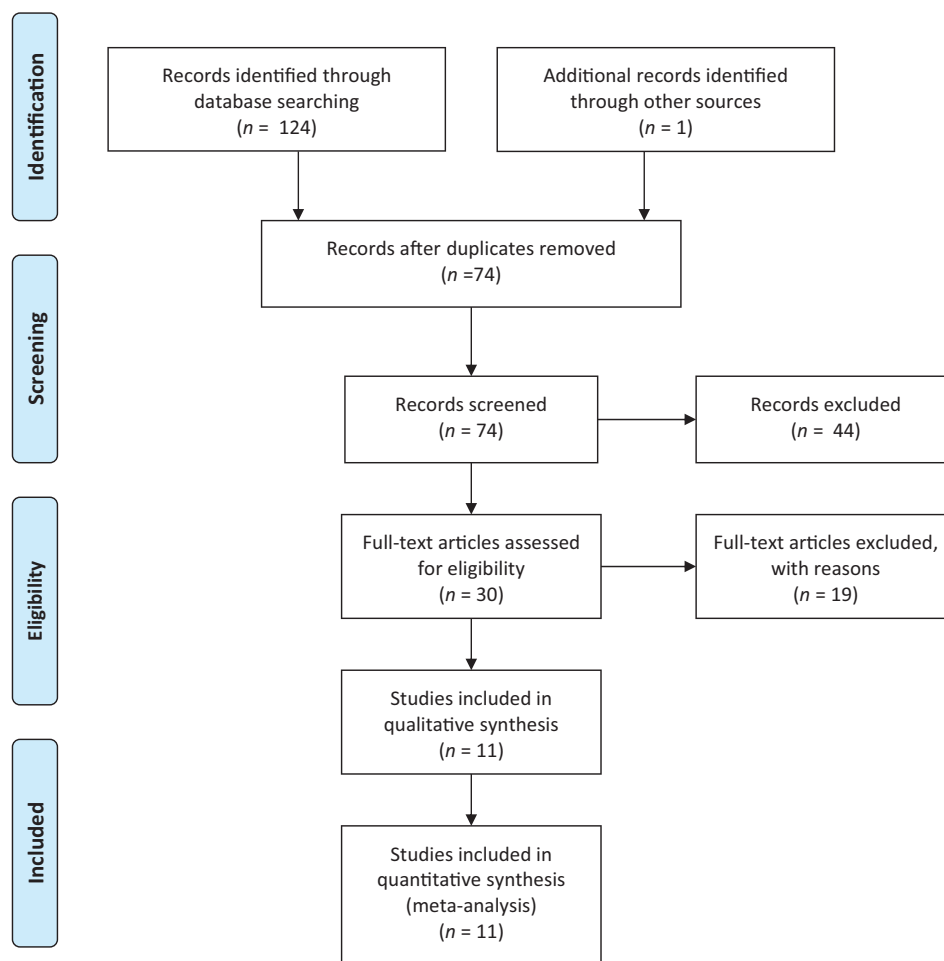 Identification
Records identified through
database searching
(n = 124)
Additional records identified
through other sources
(n = 1)
Records after duplicates removed
(n =74)
Screening
Records screened
(n = 74)
Records excluded
(n = 44)
Eligibility
Full-text articles assessed
for eligibility
(n = 30)
Full-text articles excluded,
with reasons
(n = 19)
Studies included in
qualitative synthesis
(n = 11)
Included
Studies included in
quantitative synthesis
(meta-analysis)
(n = 11)